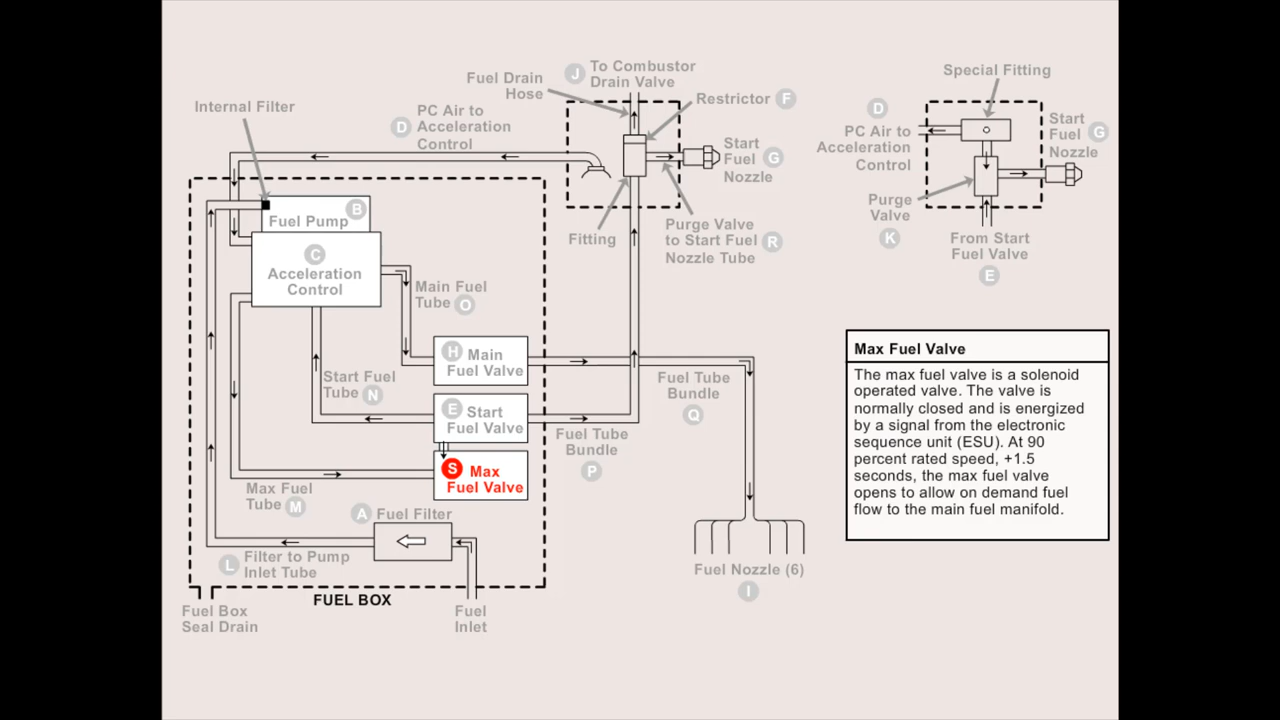 Internal Filter
Fuel Drain
Hose
J To Combustor
Drain Valve
Restrictor F
D PC Air to
Acceleration
Control
Start
Fuel G
Nozzle
Fitting
Purge Valve
to Start Fuel R
Nozzle Tube
Special Fitting
D
PC Air to
Acceleration
Control
Start
Fuel G
Nozzle
Purge
Valve
K
From Start
Fuel Valve
E
B
Fuel Pump
C
Acceleration
Control
Main Fuel
Tube O
H Main
Fuel Valve
Start Fuel
Tube N
E Start
Fuel Valve
Fuel Tube
Bundle
Q
Fuel Tube
Bundle
P
S Max
Fuel Valve
Max Fuel
Tube M
A Fuel Filter
L Filter to Pump
Inlet Tube
FUEL BOX
Fuel Box
Seal Drain
Fuel
Inlet
Fuel Nozzle (6)
I
Max Fuel Valve
The max fuel valve is a solenoid
operated valve. The valve is
normally closed and is energized
by a signal from the electronic
sequence unit (ESU). At 90
percent rated speed, +1.5
seconds, the max fuel valve
opens to allow on demand fuel
flow to the main fuel manifold.